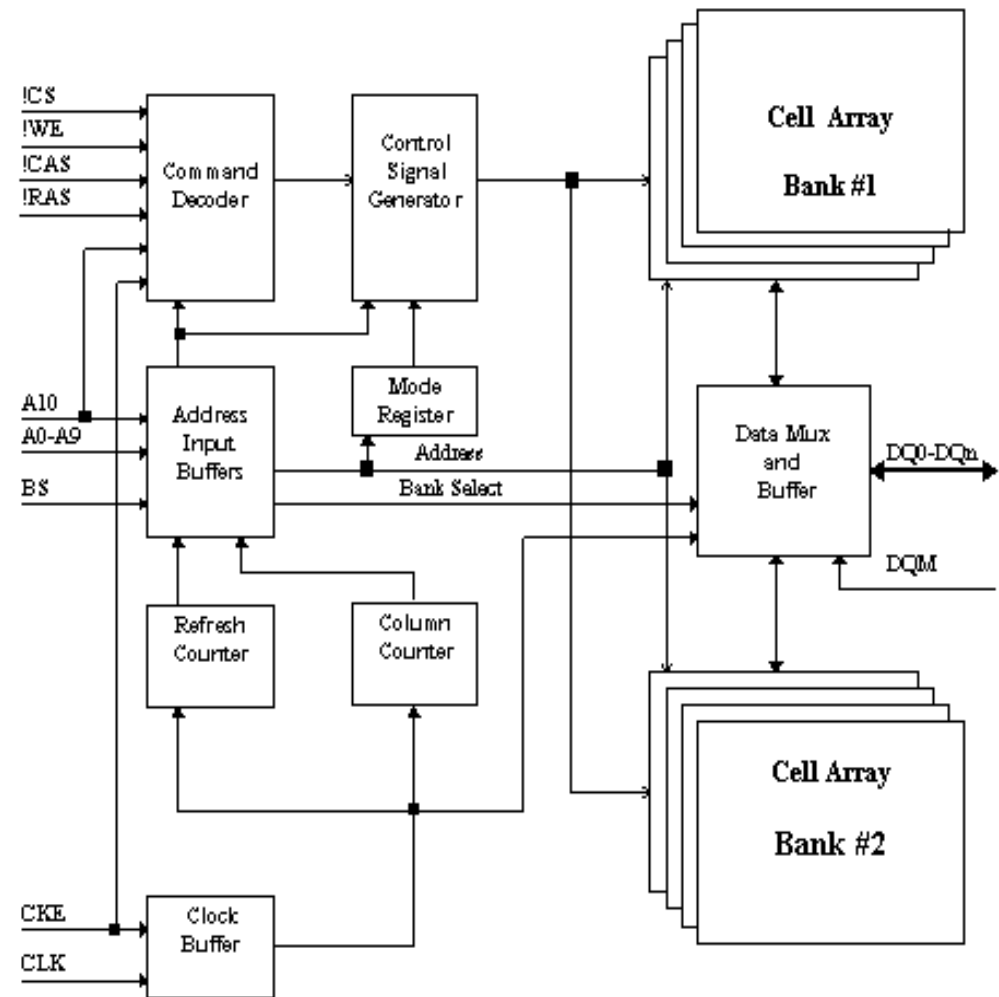 !CS
!WE
!CAS
!RAS
Command
Decoder
Control
Signal
Generator
Cell Array
Bank #1
A10
A0-A9
BS
Address
Input
Buffers
Mode
Register
Address
Bank Select
Data Mux
and
Buffer
DQ0-DQn
DQM
Refresh
Counter
Column
Counter
Cell Array
Bank #2
CKE
CLK
Clock
Buffer